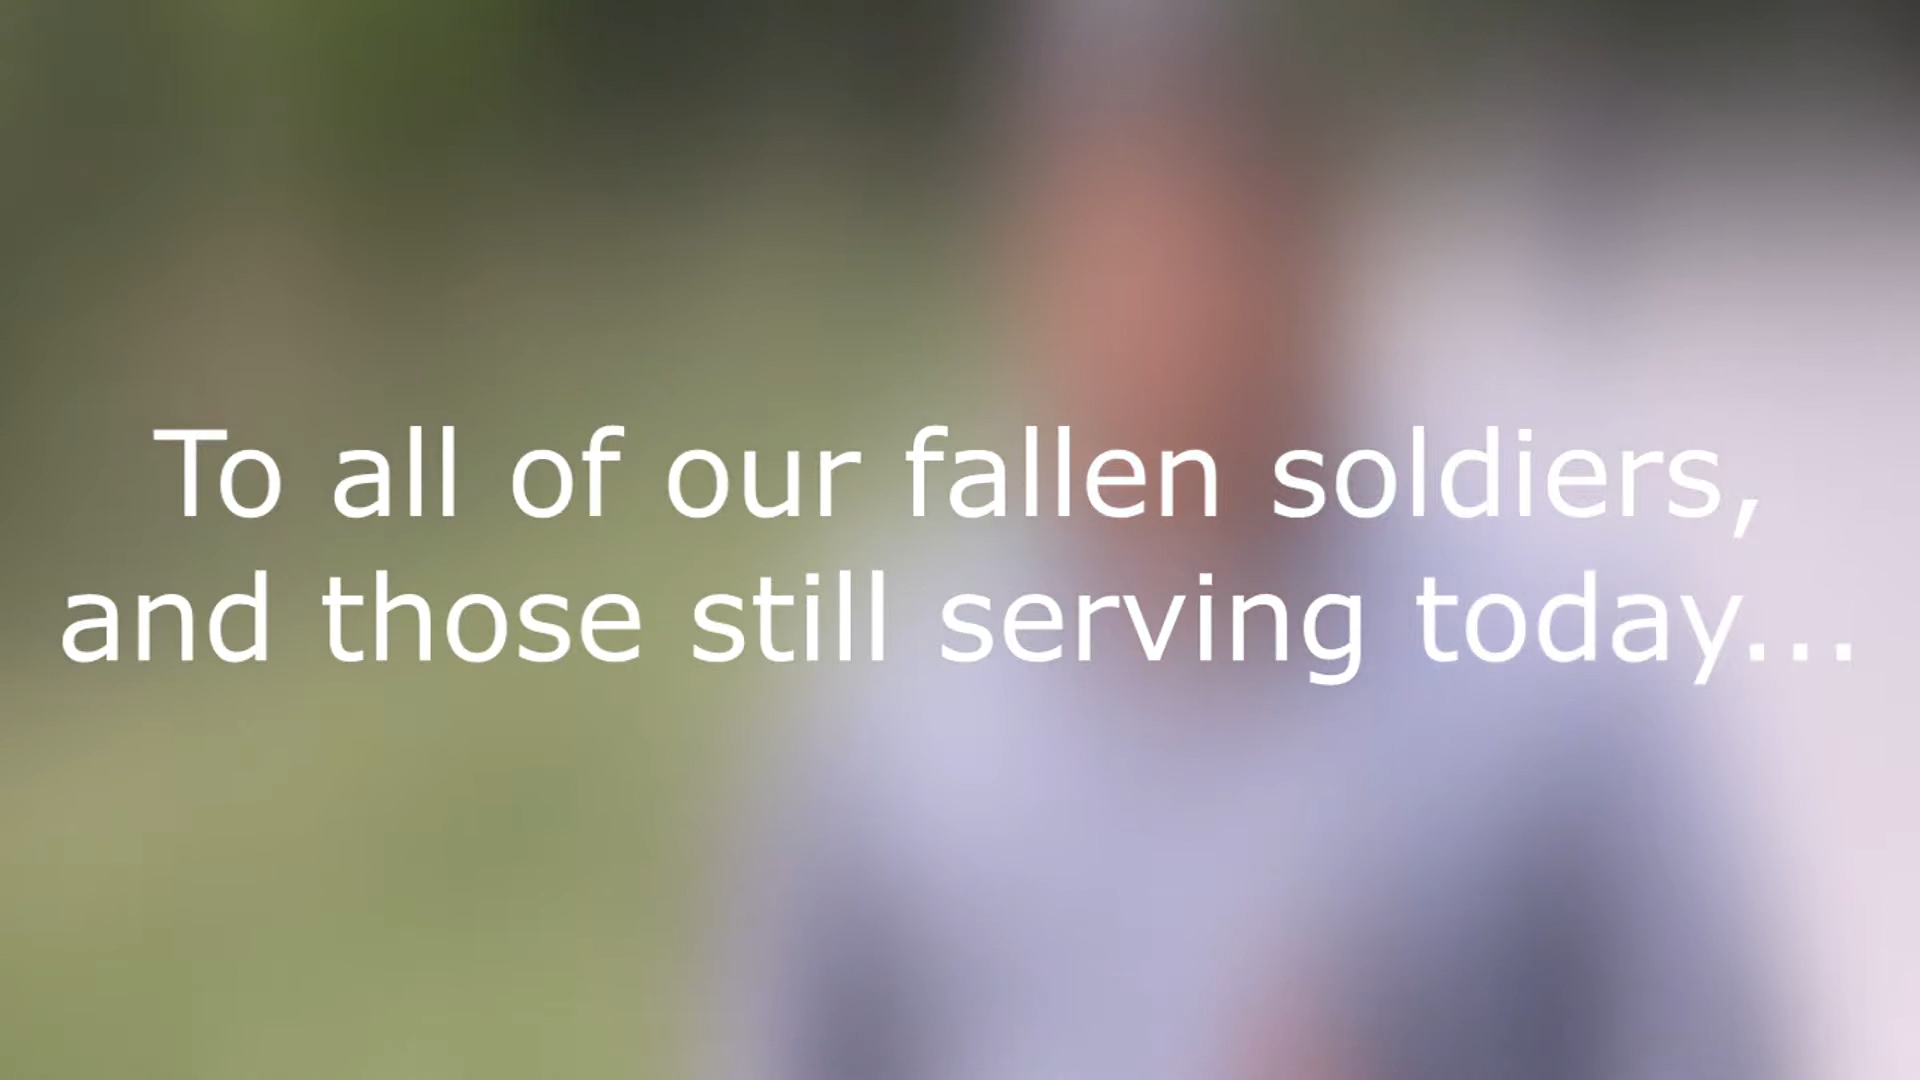 To all of our fallen soldiers,
and those still serving today...